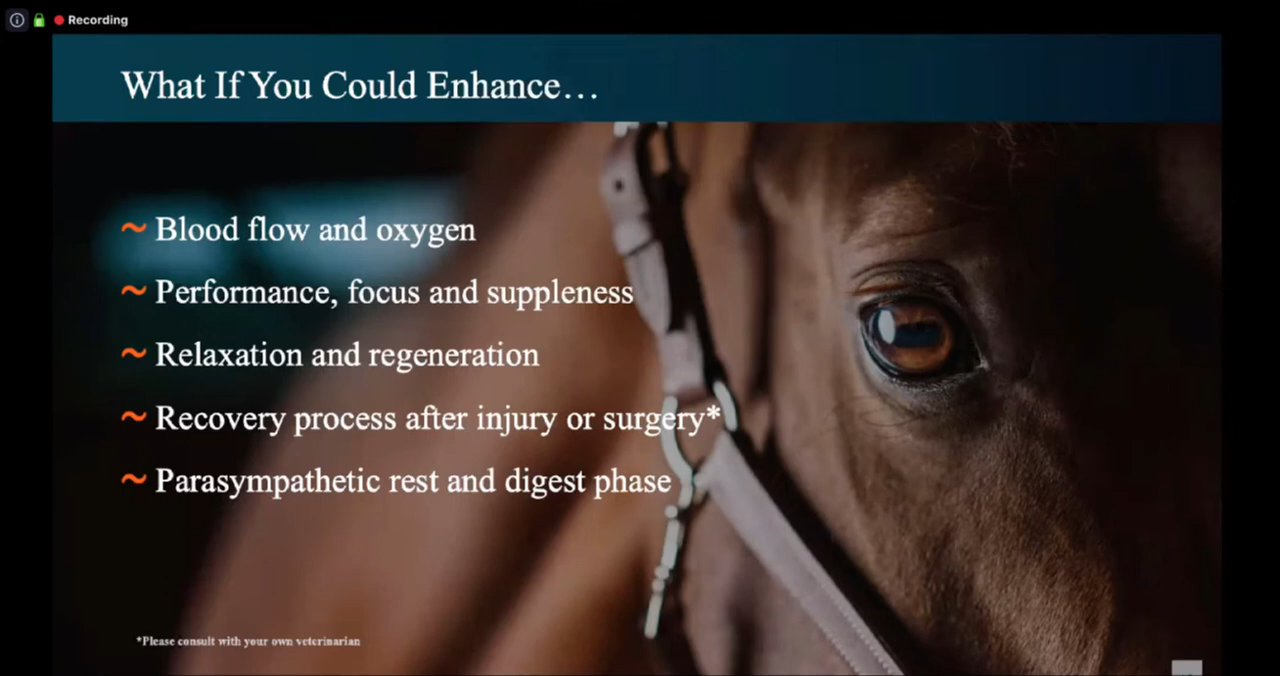 Recording
What If You Could Enhance…
~ Blood flow and oxygen
~ Performance, focus and suppleness
~ Relaxation and regeneration
~ Recovery process after injury or surgery*
~ Parasympathetic rest and digest phase
*Please consult with your own veterinarian